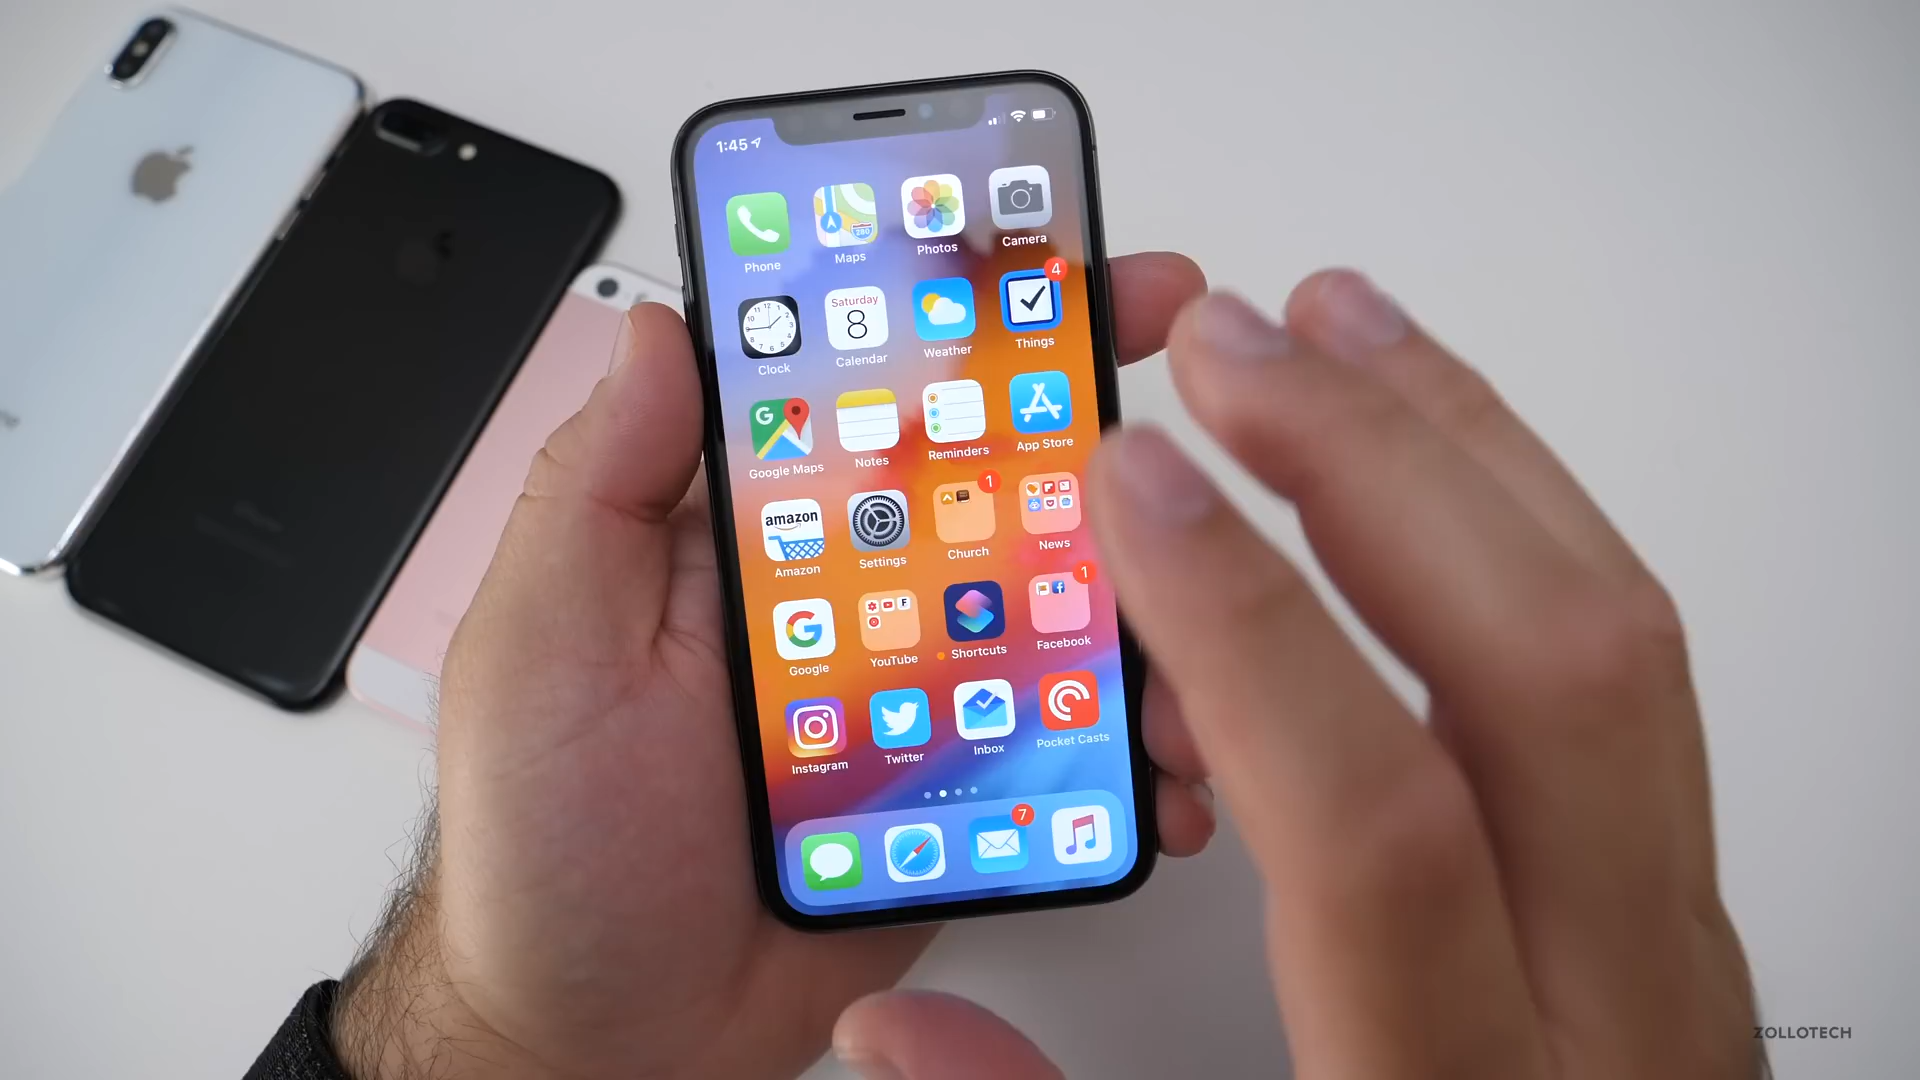 1:45
Phone
Maps
Photos
Camera
280
4
Saturday
8
Clock
Calendar
Weather
Things
G
Google Maps
Notes
Reminders
App Store
amazon
1
Amazon
Settings
Church
News
G
F
1
Google
YouTube
Shortcuts
Facebook
Instagram
Twitter
Inbox
Pocket Casts
7
ZOLLOTECH